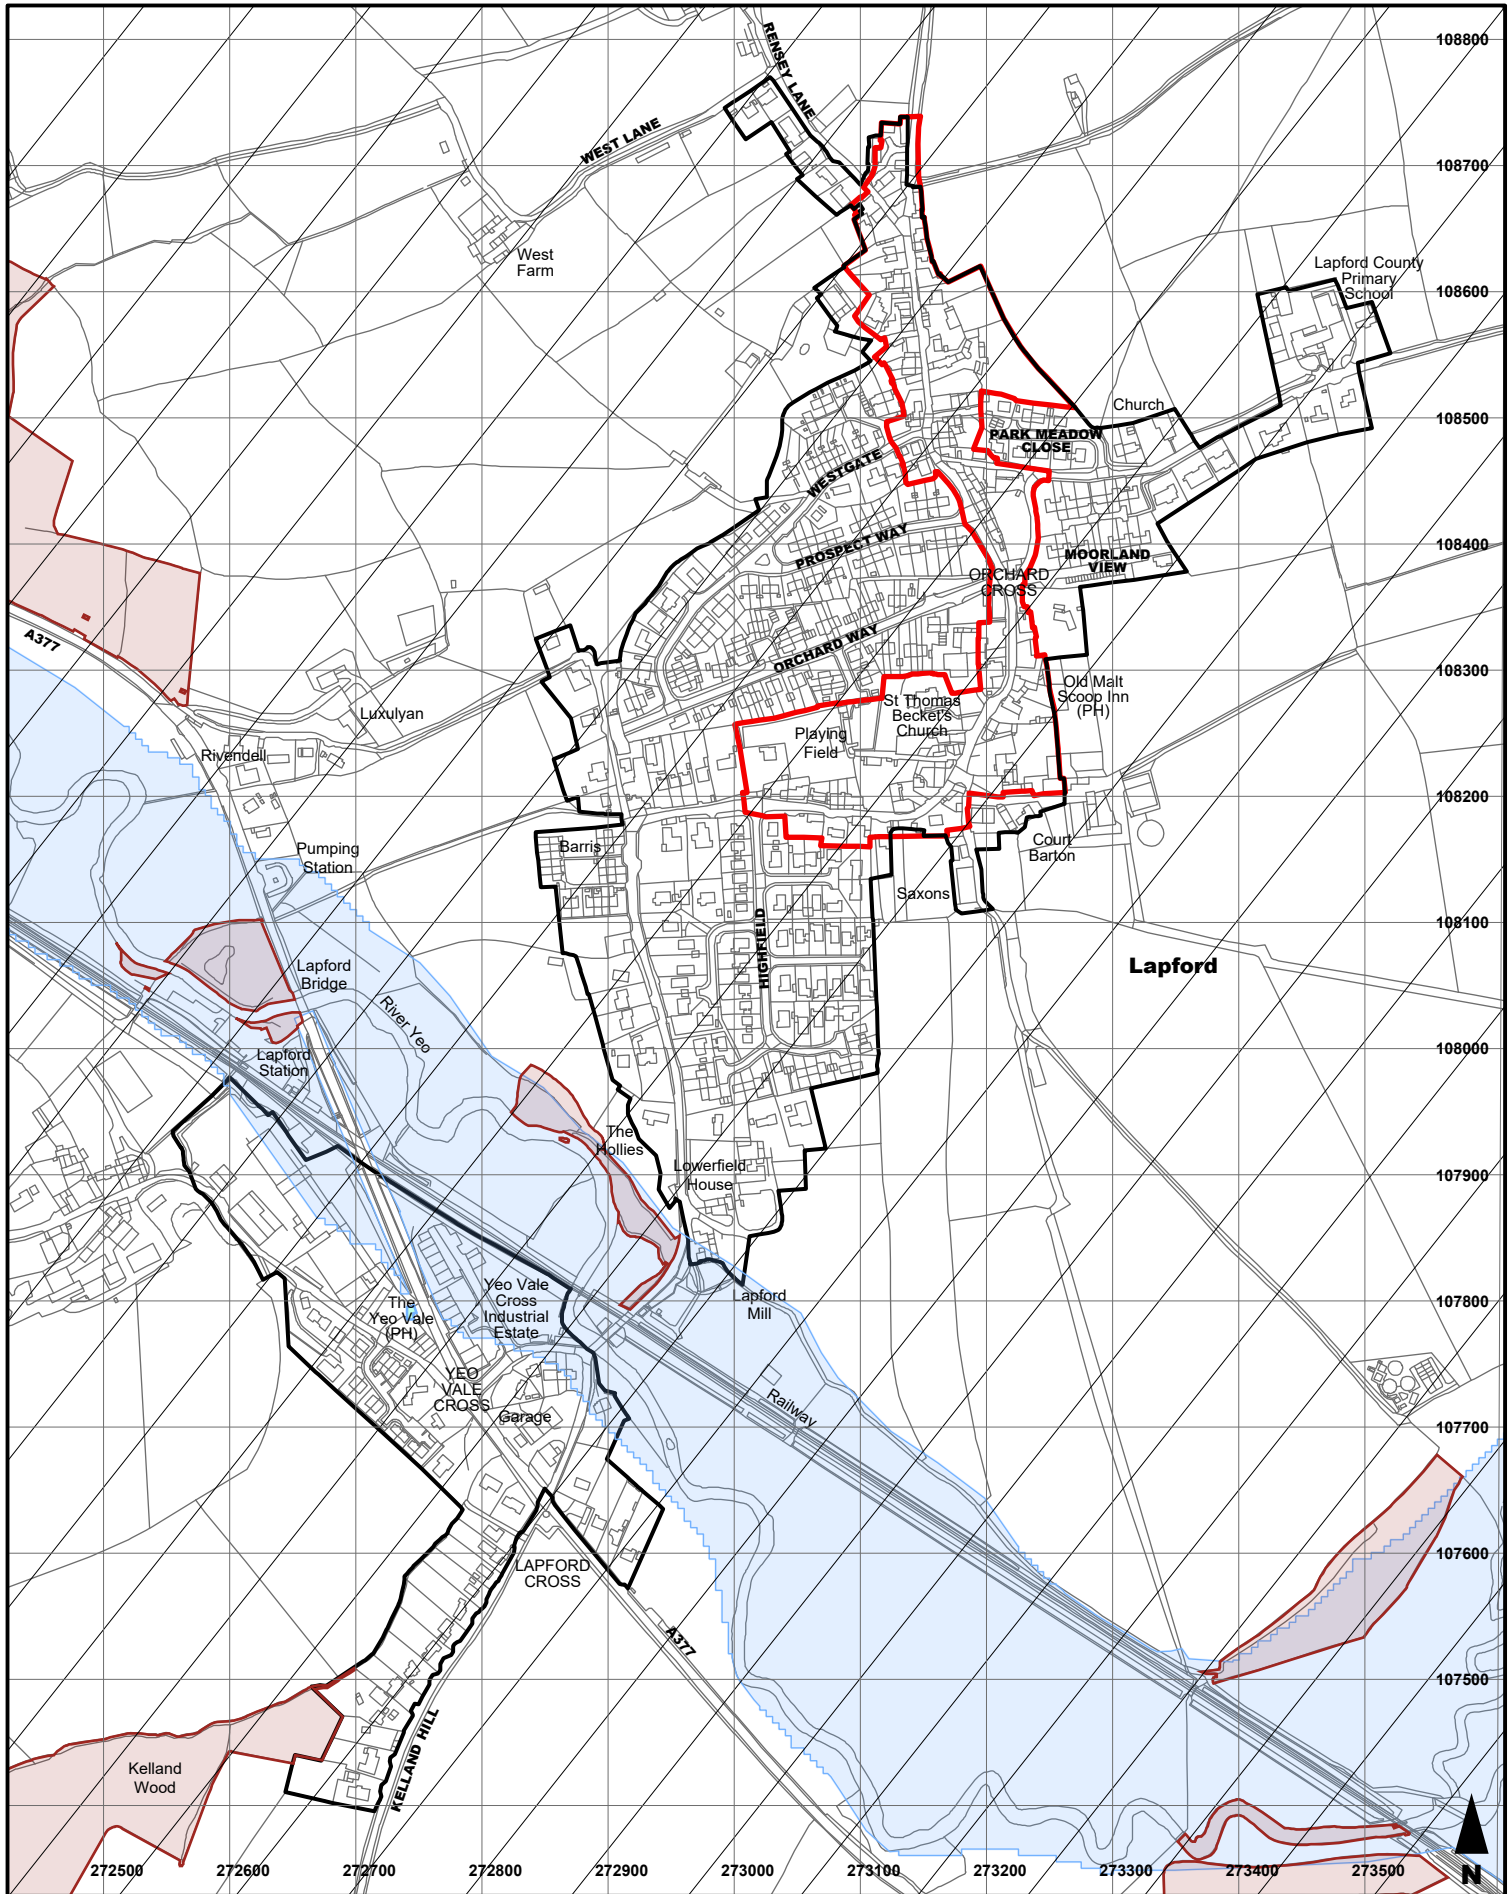 108800
RENSEY LANE
WEST LANE
108700
West
Farm
Lapford County
Primary
School
108600
Church
108500
PARK MEADOW
CLOSE
WESTGATE
PROSPECT WAY
108400
MOORLAND
VIEW
ORCHARD
CROSS
A377
ORCHARD WAY
108300
Luxulyan
St Thomas
Becket's
Church
Old Malt
Scoop Inn
(PH)
Rivendell
Playing
Field
108200
Barris
Pumping
Station
Court
Barton
Saxons
108100
HIGHFIELD
Lapford
Lapford
Bridge
River Yeo
108000
Lapford
Station
The
Hollies
Lowerfield
House
107900
Yeo Vale
Cross
Industrial
Estate
Lapford
Mill
107800
The
Yeo Vale
(PH)
YEO
VALE
CROSS
Garage
Railway
107700
LAPFORD
CROSS
107600
A377
107500
KELLAND HILL
Kelland
Wood
272500
272600
272700
272800
272900
273000
273100
273200
273300
273400
273500
N